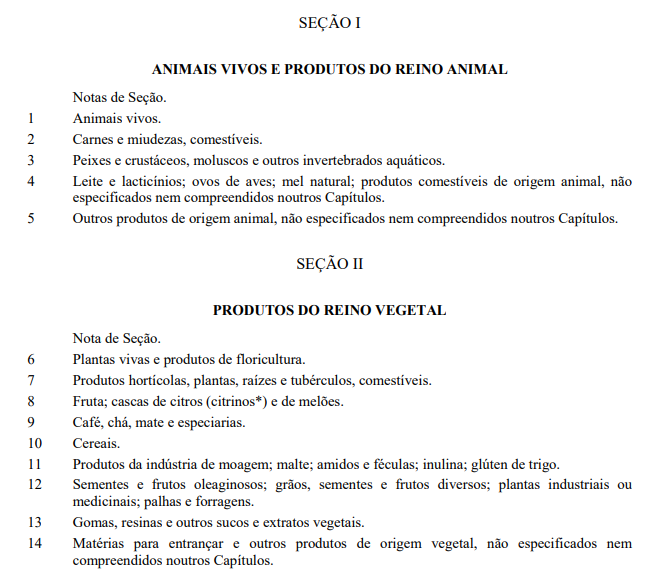 SEÇÃO I
ANIMAIS VIVOS E PRODUTOS DO REINO ANIMAL
Notas de Seção.
1 Animais vivos.
2 Carnes e miudezas, comestíveis.
3 Peixes e crustáceos, moluscos e outros invertebrados aquáticos.
4 Leite e lacticínios; ovos de aves; mel natural; produtos comestíveis de origem animal, não
especificados nem compreendidos noutros Capítulos.
5 Outros produtos de origem animal, não especificados nem compreendidos noutros Capítulos.
SEÇÃO II
PRODUTOS DO REINO VEGETAL
Nota de Seção.
6 Plantas vivas e produtos de floricultura.
7 Produtos hortícolas, plantas, raízes e tubérculos, comestíveis.
8 Fruta; cascas de citros (citrinos*) e de melões.
9 Café, chá, mate e especiarias.
10 Cereais.
11 Produtos da indústria de moagem; malte; amidos e féculas; inulina; glúten de trigo.
12 Sementes e frutos oleaginosos; grãos, sementes e frutos diversos; plantas industriais ou
medicinais; palhas e forragens.
13 Gomas, resinas e outros sucos e extratos vegetais.
14 Matérias para entrançar e outros produtos de origem vegetal, não especificados nem
compreendidos noutros Capítulos.